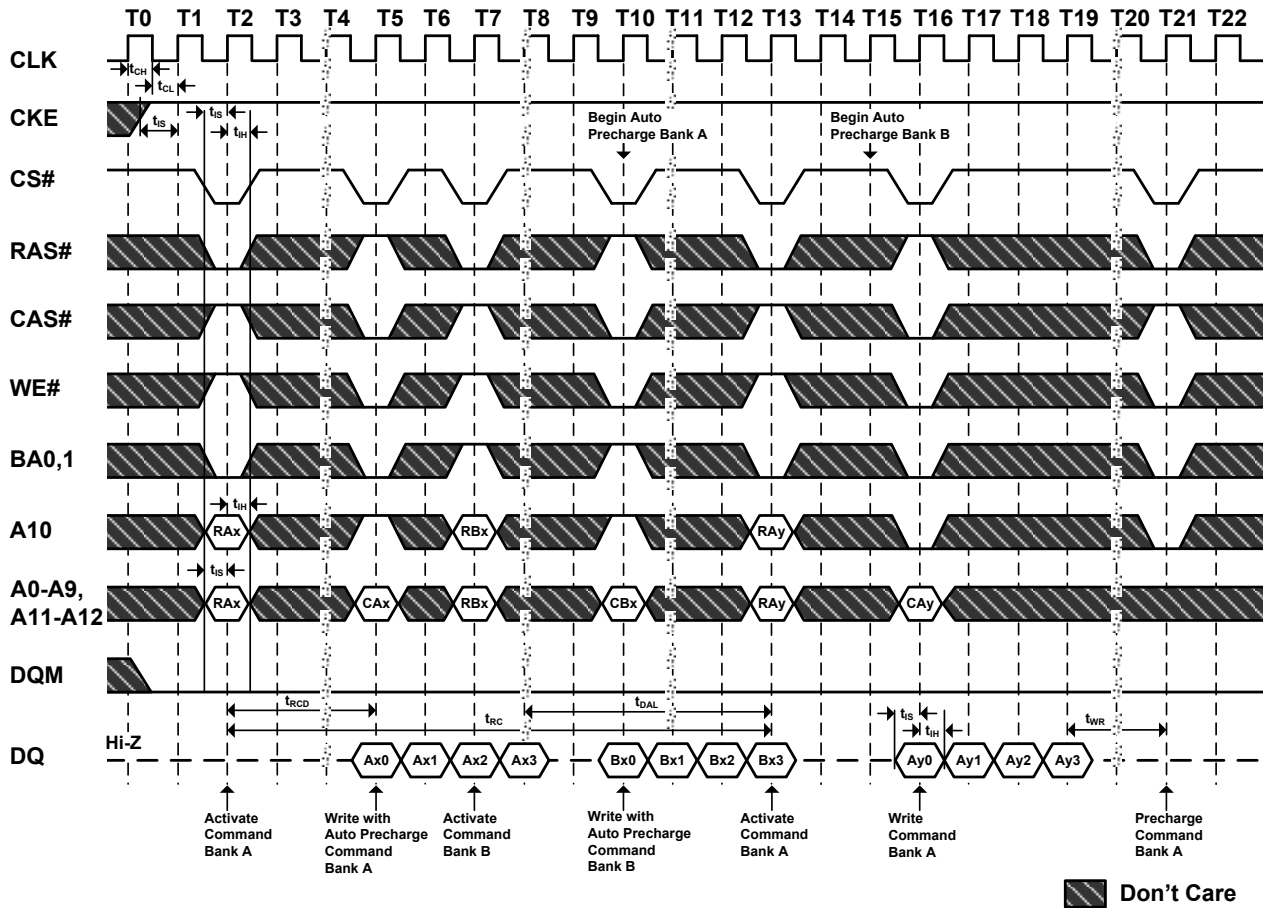 T0 T1 T2 T3 T4 T5 T6 T7 T8 T9 T10 T11 T12 T13 T14 T15 T16 T17 T18 T19 T20 T21 T22
CLK
tCH
tCL
CKE
tIS
tIS
tIH
Begin Auto
Precharge Bank A
Begin Auto
Precharge Bank B
CS#
RAS#
CAS#
WE#
BA0,1
tIH
A10
RAx RBx RAy
tIS
A0-A9,
A11-A12
RAx CAx RBx CBx RAy CAy
DQM
tRCD
tDAL
tRC
tIS
tIH
tWR
Hi-Z
DQ
Ax0 Ax1 Ax2 Ax3 Bx0 Bx1 Bx2 Bx3 Ay0 Ay1 Ay2 Ay3
Activate
Command
Bank A
Write with
Auto Precharge
Command
Bank A
Activate
Command
Bank B
Write with
Auto Precharge
Command
Bank B
Activate
Command
Bank A
Write
Command
Bank A
Precharge
Command
Bank A
Don't Care